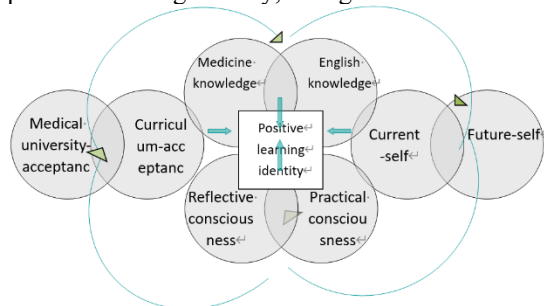 Medicine
knowledge
English
knowledge
Medical
university-
acceptanc
Curricul
um-acc
eptanc
Positive
learning
identity
Current
-self
Future-self
Reflective
conscious
ness
Practical
consciou
sness